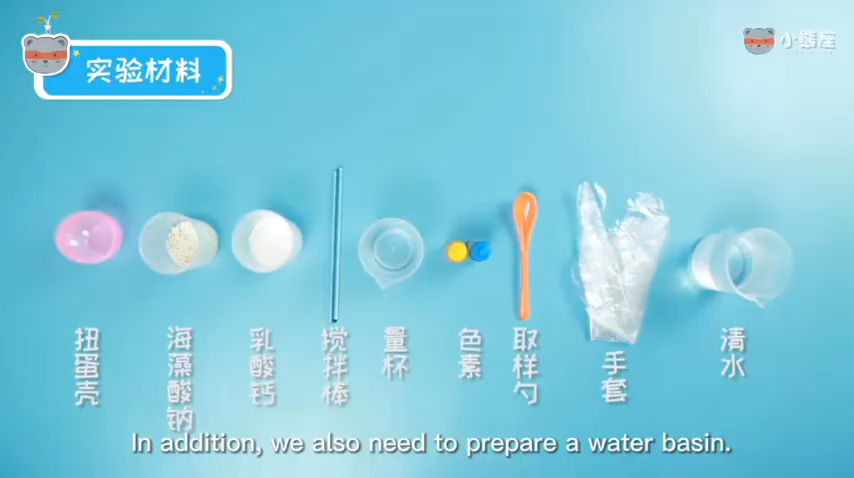 实验材料
小熊座
扭蛋壳
海藻酸钠
乳酸钙
搅拌棒
量杯
色素
取样勺
手套
清水
In addition, we also need to prepare a water basin.